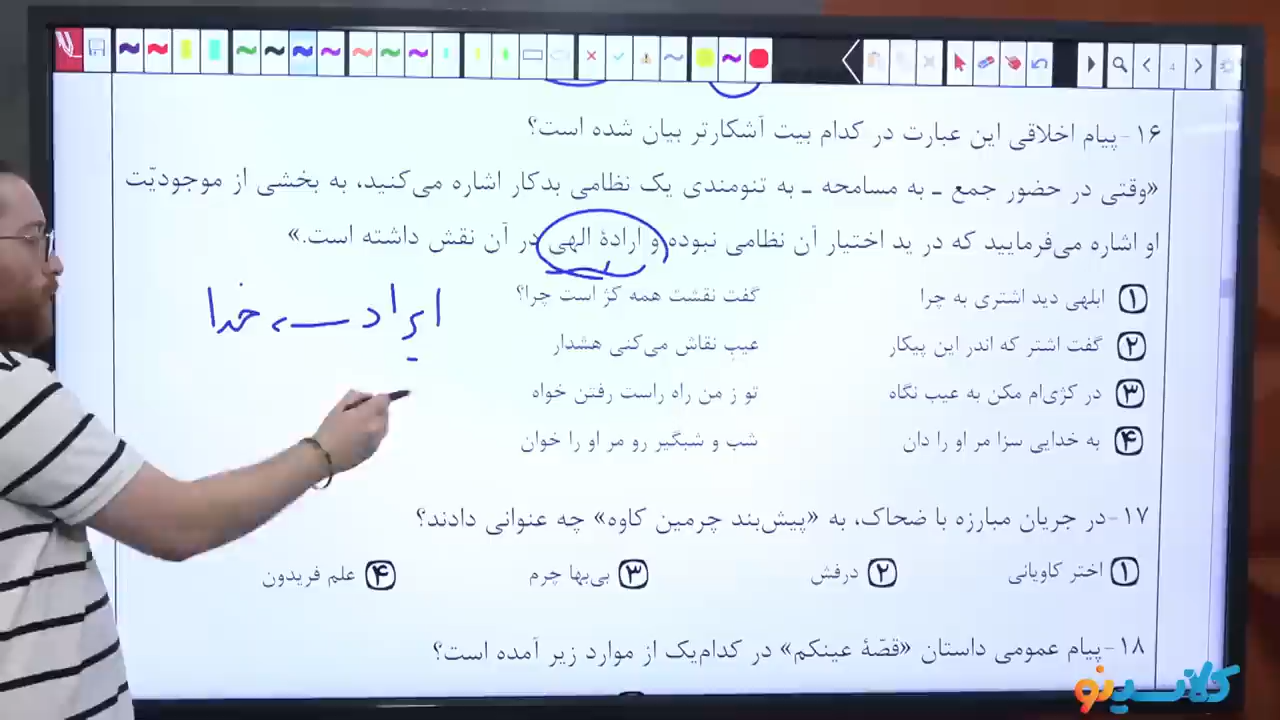 ۱۶-پیام اخلاقی این عبارت در کدام بیت آشکارتر بیان شده است؟
«وقتی در حضور جمع ـ به مسامحه ـ به تنومندی یک نظامی بدکار اشاره می‌کنید، به بخشی از موجودیّت
او اشاره می‌فرمایید که در ید اختیار آن نظامی نبوده و ارادهٔ الهی در آن نقش داشته است.»
ایراد خدا
۱ ابلهی دید اشتری به چرا گفت نقشت همه کژ است چرا؟
۲ گفت اشتر که اندر این پیکار عیب نقاش می‌کنی هشدار
۳ در کژی‌ام مکن به عیب نگاه تو ز من راه راست رفتن خواه
۴ به خدایی سزا مر او را دان شب و شبگیر رو مر او را خوان
۱۷-در جریان مبارزه با ضحاک، به «پیش‌بند چرمین کاوه» چه عنوانی دادند؟
۱ اختر کاویانی ۲ درفش ۳ بی‌بها چرم ۴ علم فریدون
۱۸-پیام عمومی داستان «قصّهٔ عینکم» در کدام‌یک از موارد زیر آمده است؟
کلاسینو